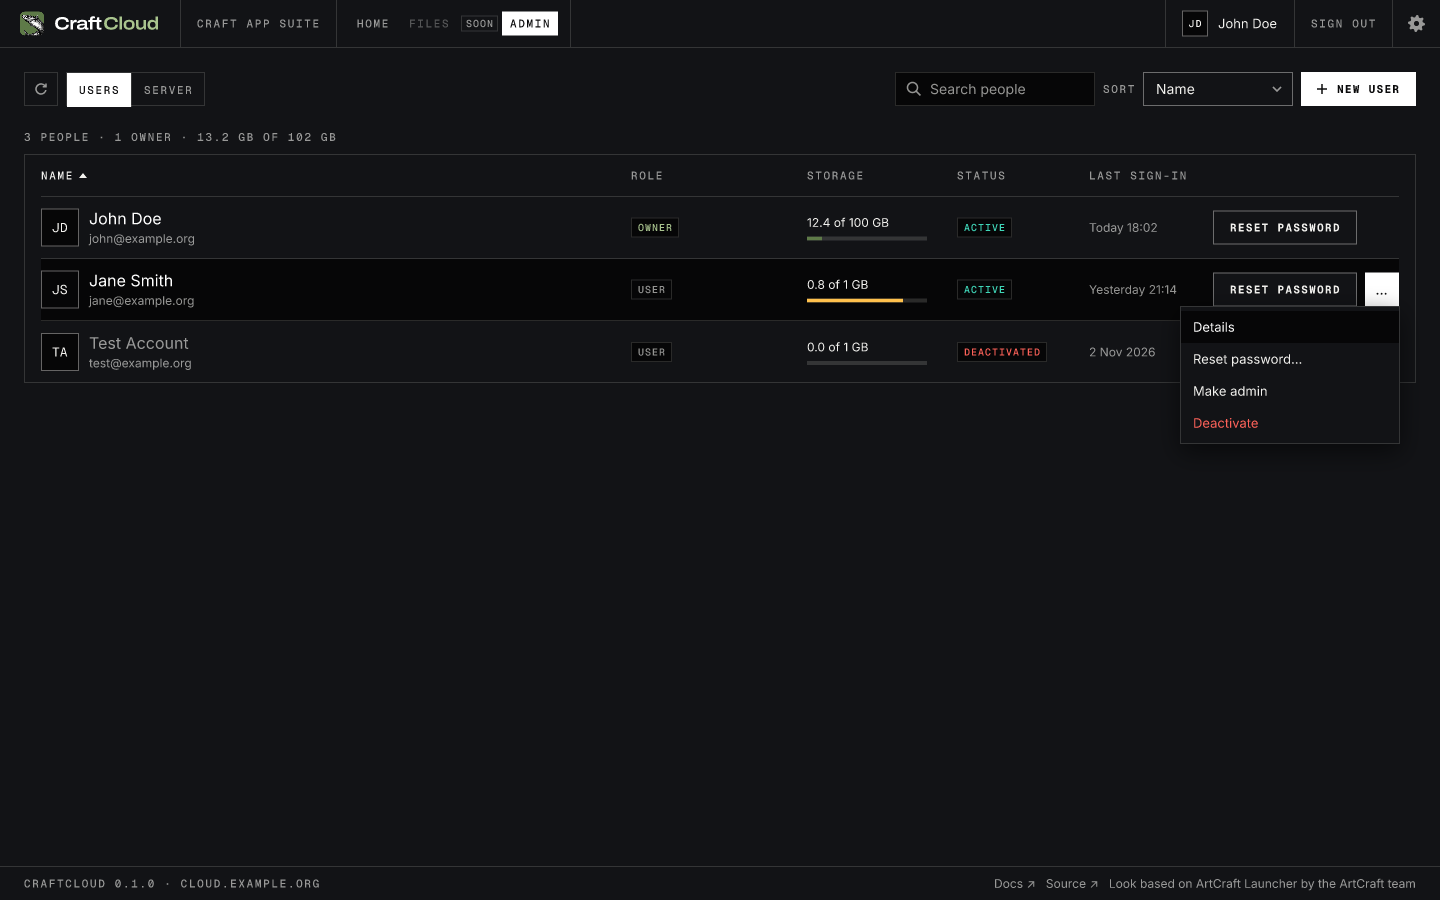 CraftCloud CRAFT APP SUITE HOME FILES SOON ADMIN JD John Doe SIGN OUT
USERS SERVER Search people SORT Name + NEW USER
3 PEOPLE · 1 OWNER · 13.2 GB OF 102 GB
NAME ROLE STORAGE STATUS LAST SIGN-IN
JD John Doe OWNER 12.4 of 100 GB ACTIVE Today 18:02 RESET PASSWORD
john@example.org
JS Jane Smith USER 0.8 of 1 GB ACTIVE Yesterday 21:14 RESET PASSWORD ...
jane@example.org
TA Test Account USER 0.0 of 1 GB DEACTIVATED 2 Nov 2026
test@example.org
Details
Reset password...
Make admin
Deactivate
CRAFTCLOUD 0.1.0 · CLOUD.EXAMPLE.ORG Docs ↗ Source ↗ Look based on ArtCraft Launcher by the ArtCraft team